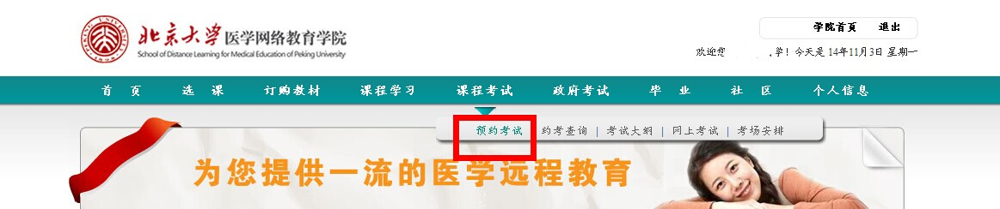 北京大学医学网络教育学院
School of Distance Learning for Medical Education of Peking University
学院首页 退出
欢迎您 学！今天是 14年11月3日 星期一
首 页 选 课 订购教材 课程学习 课程考试 政府考试 毕 业 社 区 个人信息
预约考试 约考查询 | 考试大纲 | 网上考试 | 考场安排
为您提供一流的医学远程教育